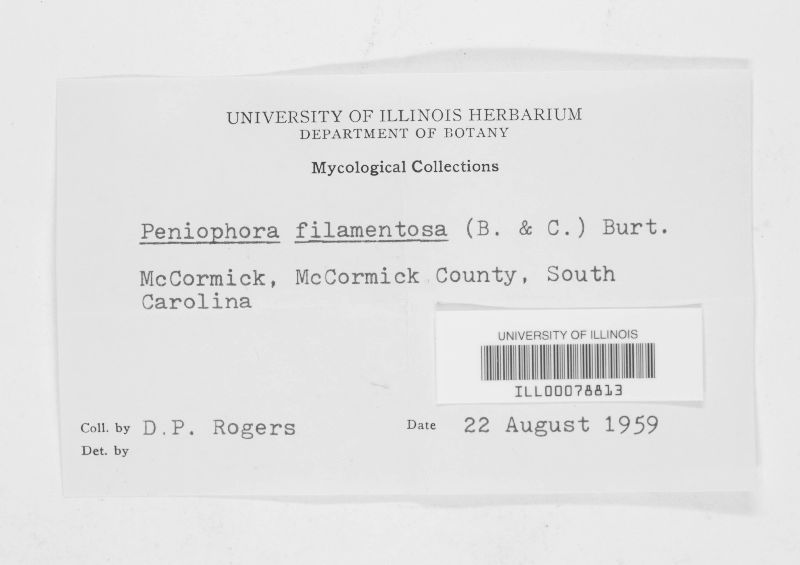 UNIVERSITY OF ILLINOIS HERBARIUM
DEPARTMENT OF BOTANY
Mycological Collections
Peniophora filamentosa (B. & C.) Burt.
McCormick, McCormick County, South
Carolina
UNIVERSITY OF ILLINOIS
ILL00078813
Coll. by D.P. Rogers
Date 22 August 1959
Det. by